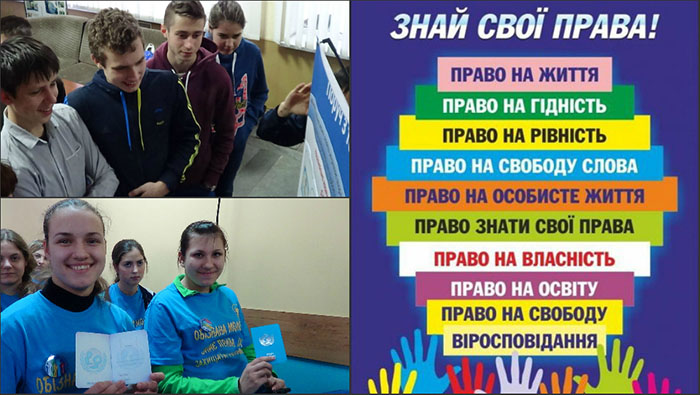 ЗНАЙ СВОЇ ПРАВА!
ПРАВО НА ЖИТТЯ
ПРАВО НА ГІДНІСТЬ
ПРАВО НА РІВНІСТЬ
ПРАВО НА СВОБОДУ СЛОВА
ПРАВО НА ОСОБИСТЕ ЖИТТЯ
ПРАВО ЗНАТИ СВОЇ ПРАВА
ПРАВО НА ВЛАСНІСТЬ
ПРАВО НА ОСВІТУ
ПРАВО НА СВОБОДУ
ВІРОСПОВІДАННЯ
ОБІЗНАНА